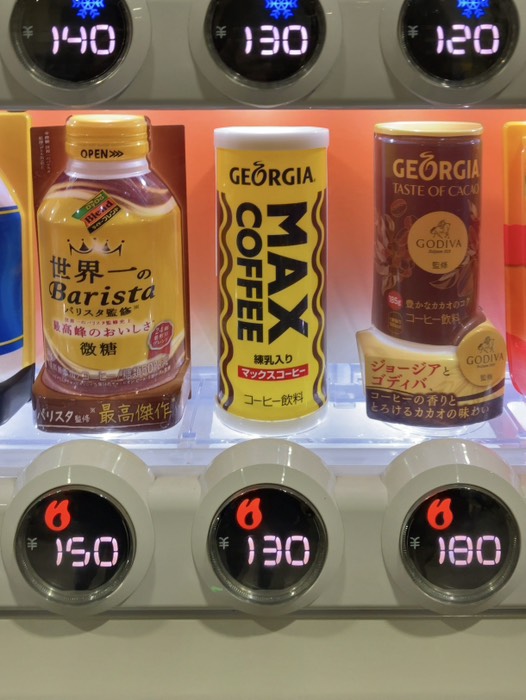 ¥ 140
¥ 130
¥ 120
OPEN>>>
Blend
世界一の
Barista
バリスタ監修※
最高峰のおいしさ
微糖
バリスタ監修※最高傑作※
GEORGIA
MAX
COFFEE
練乳入り
マックスコーヒー
コーヒー飲料
GEORGIA
TASTE OF CACAO
GODIVA
監修
豊かなカカオのコク
コーヒー飲料
GODIVA
監修
ジョージアと
ゴディバ
コーヒーの香りと
とろけるカカオの味わい
¥ 150
¥ 130
¥ 180